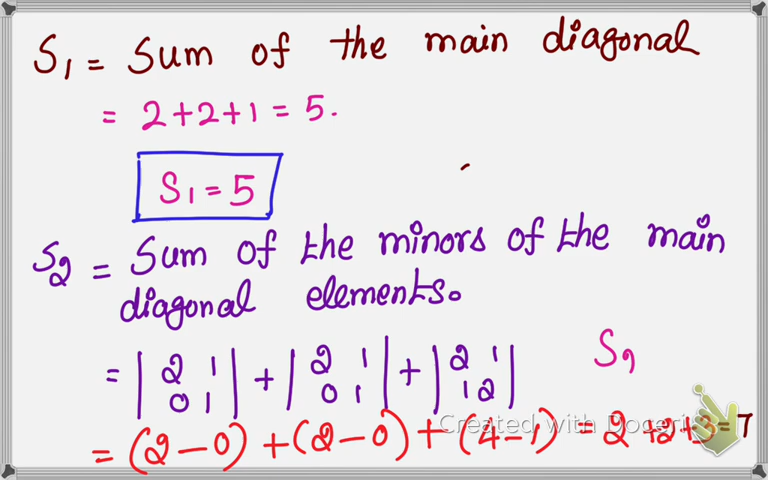 S₁ = Sum of the main diagonal
= 2+2+1 = 5.
S₁ = 5
S₂ = Sum of the minors of the main
diagonal elements.
= |2 1| + |2 1| + |2 1| S₂
|0 1| |0 1| |1 2|
Created with Doceri
= (2-0) + (2-0) + (4-1) = 2+2+3=7